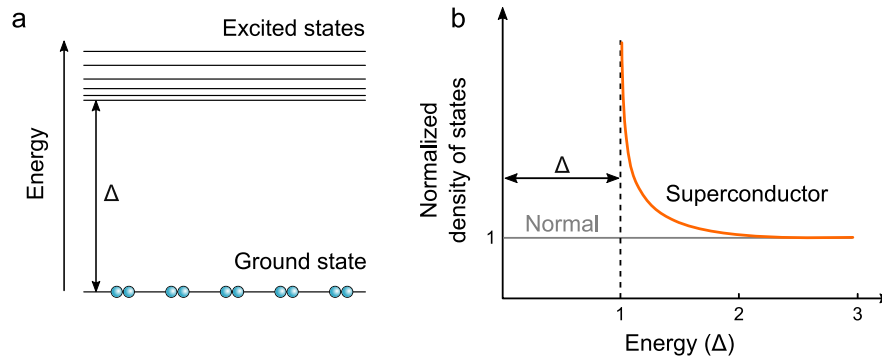 a
Excited states
Energy
Δ
Ground state
b
Normalized
density of states
Δ
Superconductor
Normal
1
1
2
3
Energy (Δ)